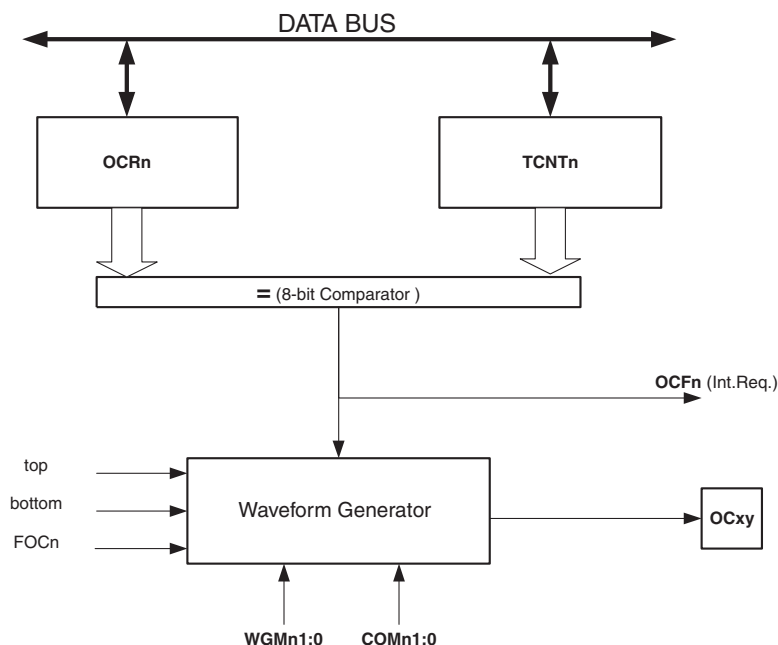 DATA BUS
OCRn
TCNTn
= (8-bit Comparator )
OCFn (Int.Req.)
top
bottom
FOCn
Waveform Generator
OCxy
WGMn1:0
COMn1:0